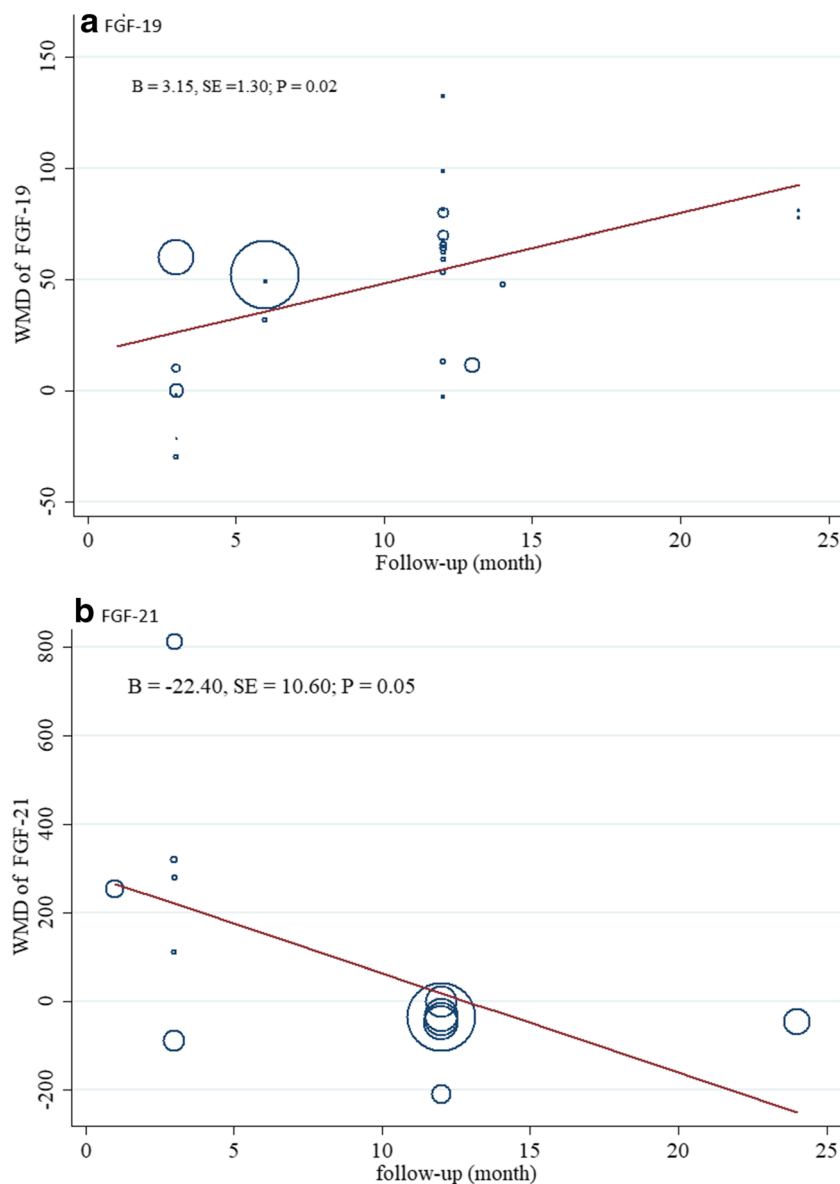 a FGF-19
150
B = 3.15, SE =1.30; P = 0.02
100
WMD of FGF-19
50
0
-50
0 5 10 15 20 25
Follow-up (month)
b FGF-21
800
B = -22.40, SE = 10.60; P = 0.05
600
400
WMD of FGF-21
200
0
-200
0 5 10 15 20 25
follow-up (month)